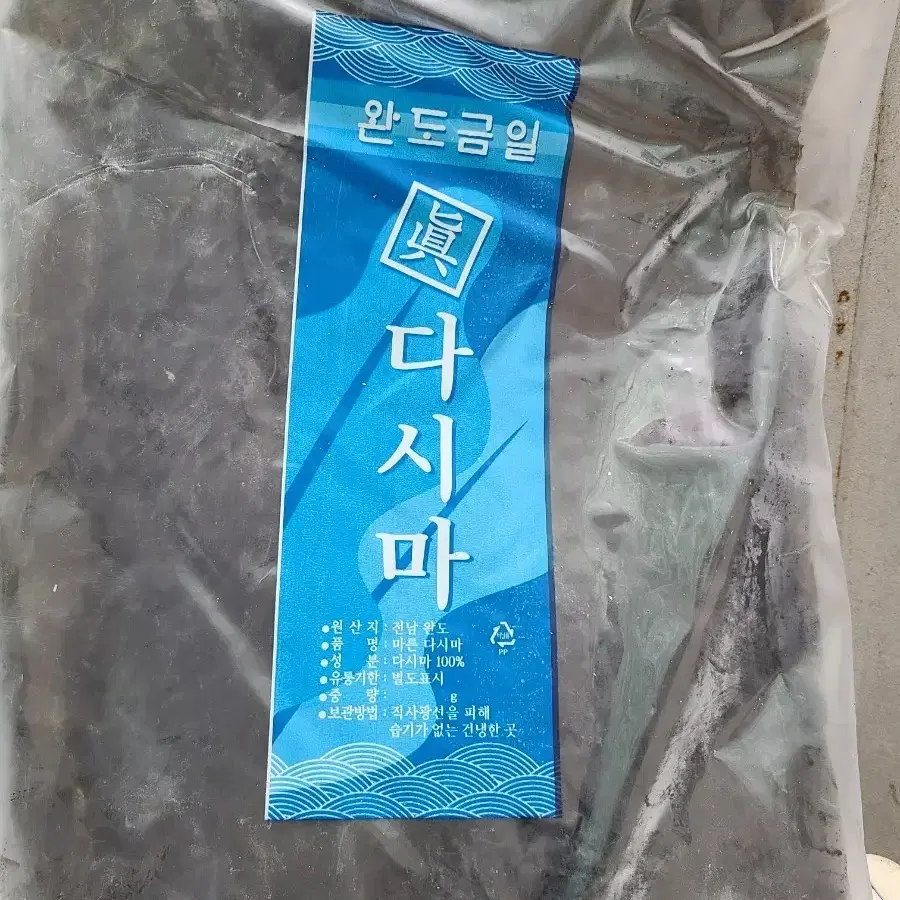 완도금일
眞
다시마
●원 산 지 : 전남 완도
●품 명 : 마른 다시마
●성 분 : 다시마 100%
●유통기한 : 별도표시
●중 량 : g
●보관방법 : 직사광선을 피해
습기가 없는 건냉한 곳
PP